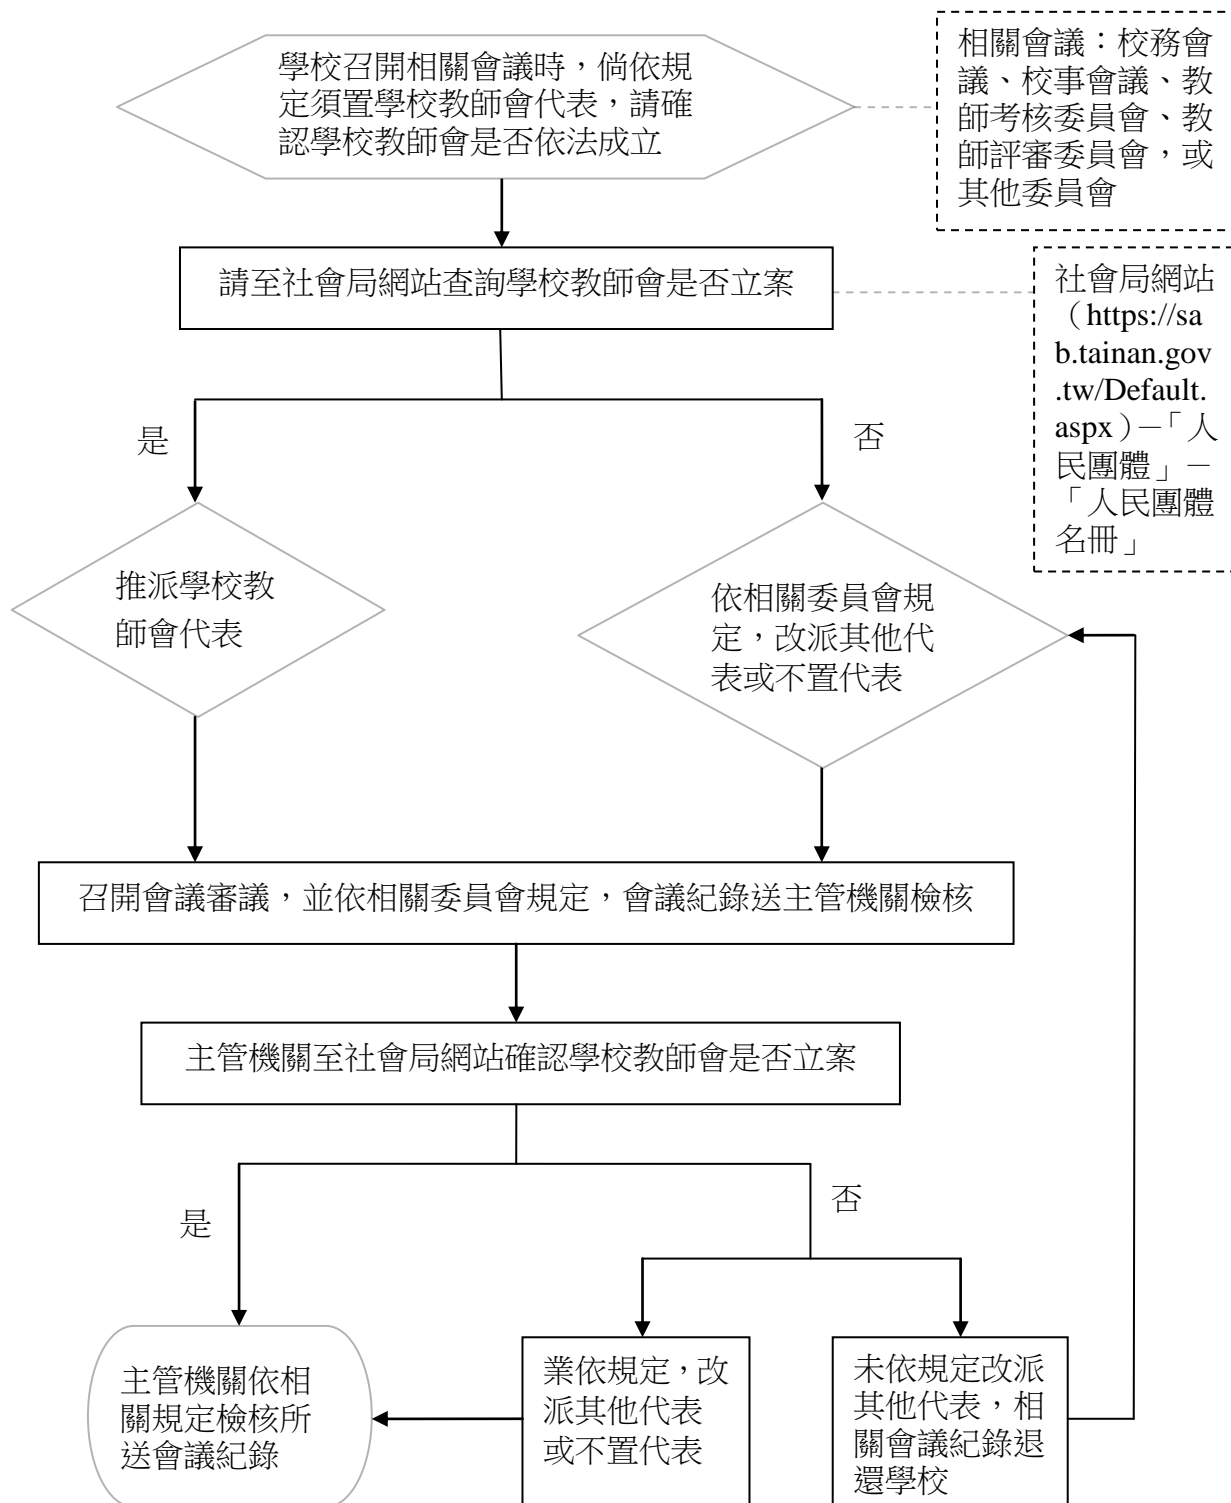 學校召開相關會議時，倘依規
定須置學校教師會代表，請確
認學校教師會是否依法成立
相關會議：校務會
議、校事會議、教
師考核委員會、教
師評審委員會，或
其他委員會
請至社會局網站查詢學校教師會是否立案
社會局網站
（https://sa
b.tainan.gov
.tw/Default.
aspx）－「人
民團體」－
「人民團體
名冊」
是
否
推派學校教
師會代表
依相關委員會規
定，改派其他代
表或不置代表
召開會議審議，並依相關委員會規定，會議紀錄送主管機關檢核
主管機關至社會局網站確認學校教師會是否立案
是
否
主管機關依相
關規定檢核所
送會議紀錄
業依規定，改
派其他代表
或不置代表
未依規定改派
其他代表，相
關會議紀錄退
還學校